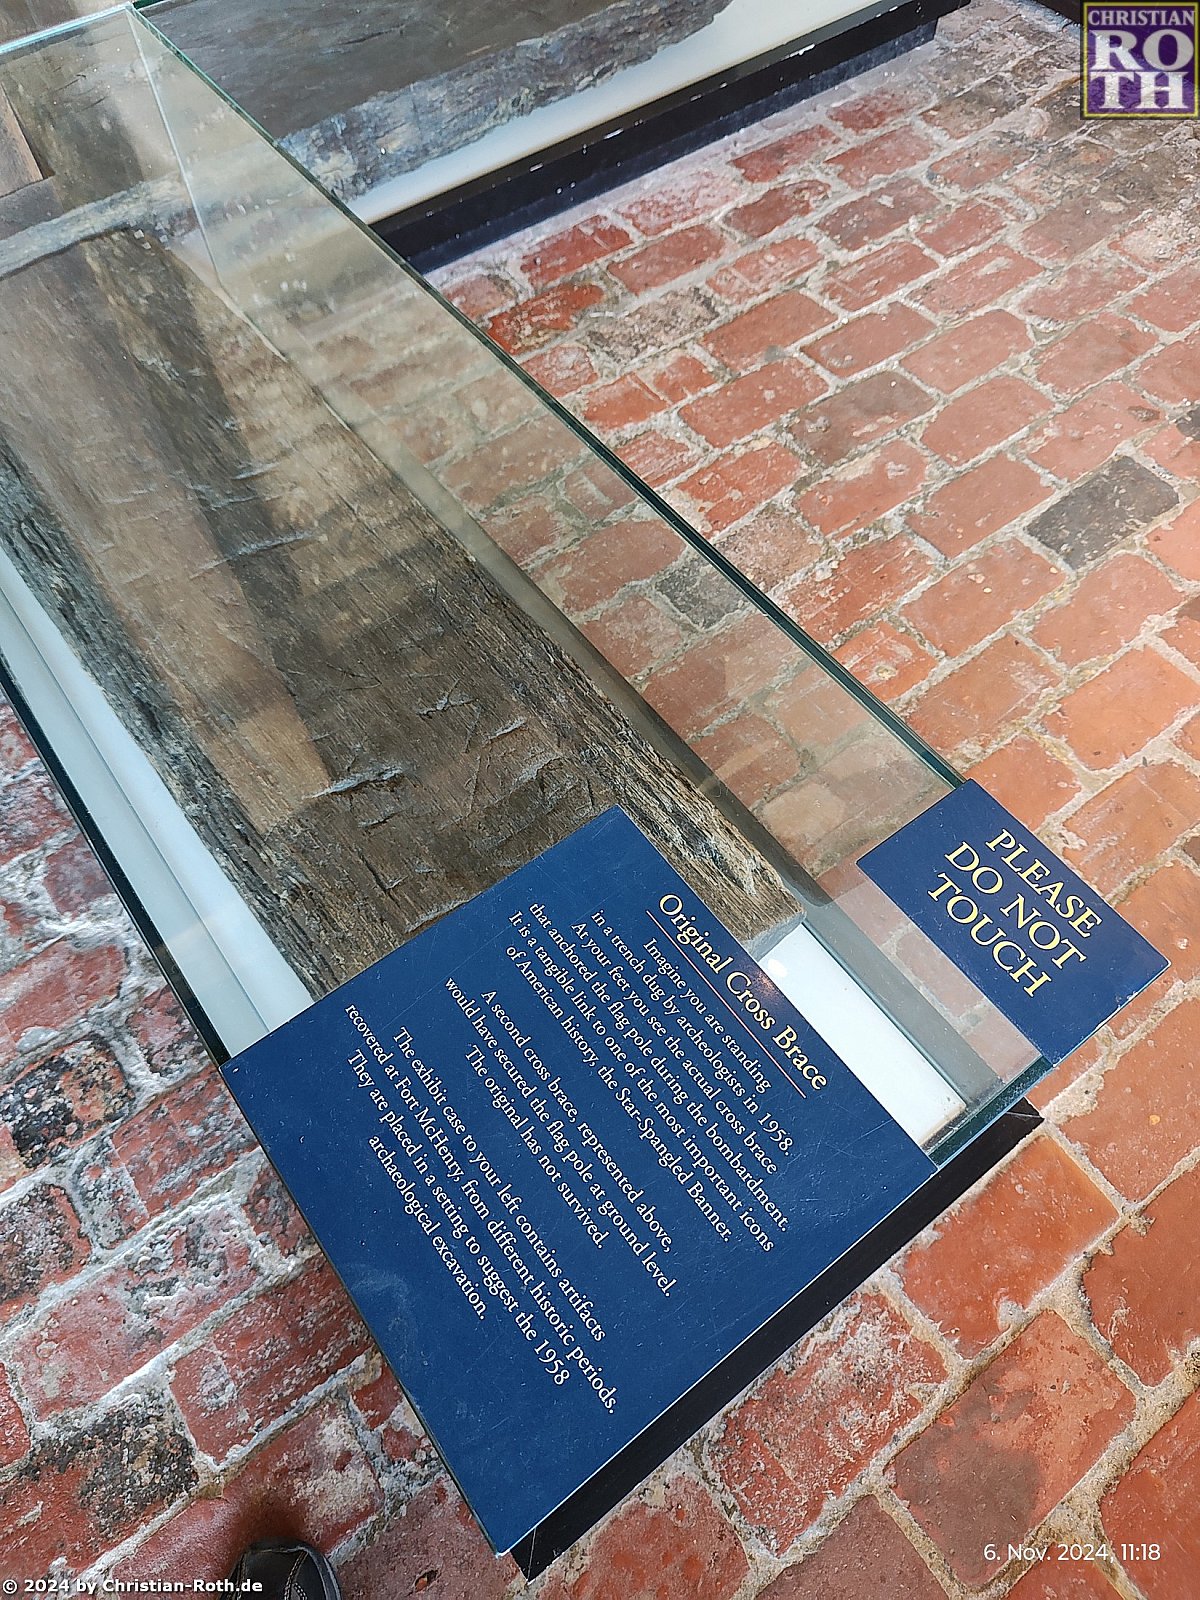 CHRISTIAN
RO
TH
PLEASE
DO NOT
TOUCH
Original Cross Brace
Imagine you are standing
in a trench dug by archeologists in 1958.
At your feet you see the actual cross brace
that anchored the flag pole during the bombardment.
It is a tangible link to one of the most important icons
of American history, the Star-Spangled Banner.
A second cross brace, represented above,
would have secured the flag pole at ground level.
The original has not survived.
The exhibit case to your left contains artifacts
recovered at Fort McHenry, from different historic periods.
They are placed in a setting to suggest the 1958
archaeological excavation.
6. Nov. 2024, 11:18
© 2024 by Christian-Roth.de